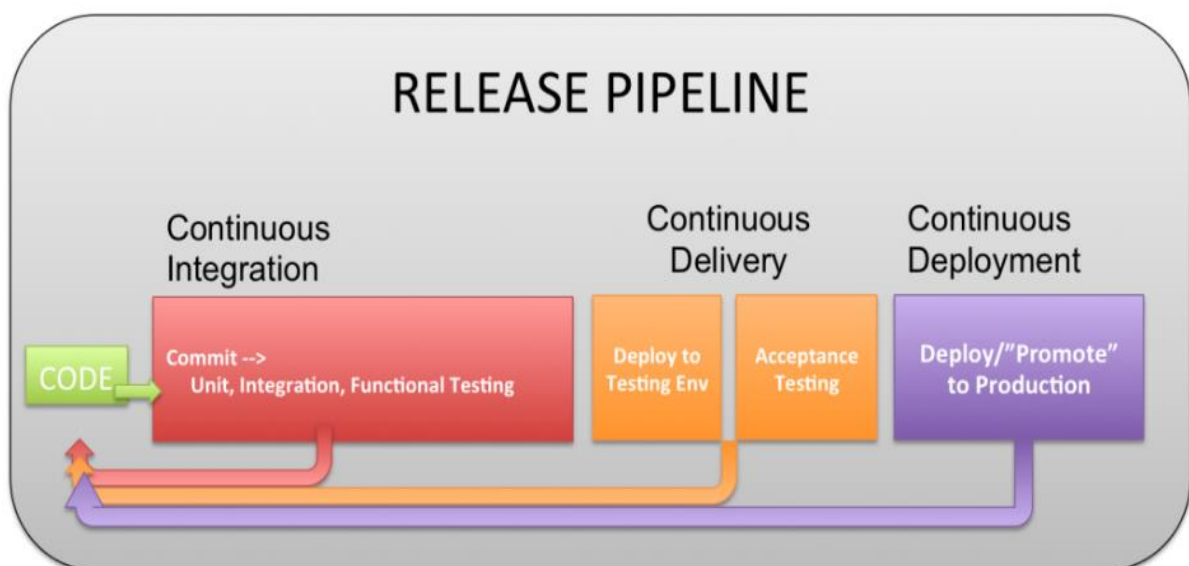 RELEASE PIPELINE
Continuous
Integration
Continuous
Delivery
Continuous
Deployment
CODE
Commit -->
Unit, Integration, Functional Testing
Deploy to
Testing Env
Acceptance
Testing
Deploy/”Promote”
to Production